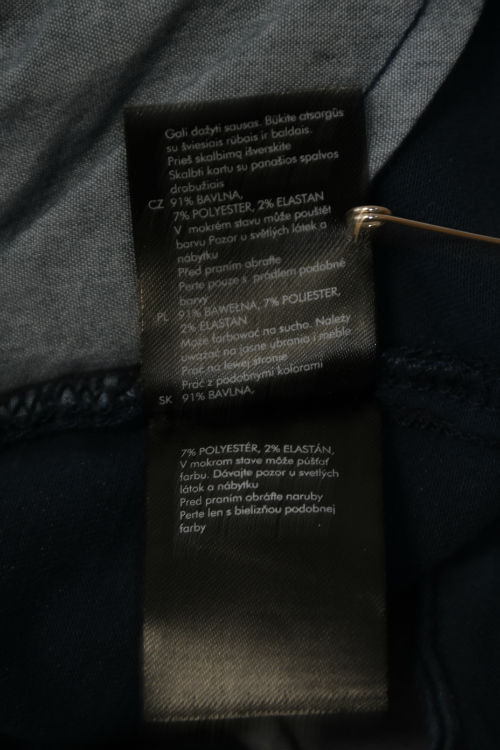 Gali dažyti sausas. Būkite atsargūs
su šviesiais rūbais ir baldais.
Prieš skalbimą išverskite
Skalbti kartu su panašios spalvos
drabužiais
CZ 91% BAVLNA,
7% POLYESTER, 2% ELASTAN
V mokrém stavu může pouštět
barvu Pozor u světlých látek a
nábytku
Před praním obraťte
Perte pouze s prádlem podobné
barvy
PL 91% BAWEŁNA, 7% POLIESTER,
2% ELASTAN
Może farbować na sucho. Należy
uważać na jasne ubrania i meble
Prać na lewej stronie
Prać z podobnymi kolorami
SK 91% BAVLNA,
7% POLYESTÉR, 2% ELASTÁN,
V mokrom stave môže púšťať
farbu. Dávajte pozor u svetlých
látok a nábytku
Pred praním obráťte naruby
Perte len s bielizňou podobnej
farby